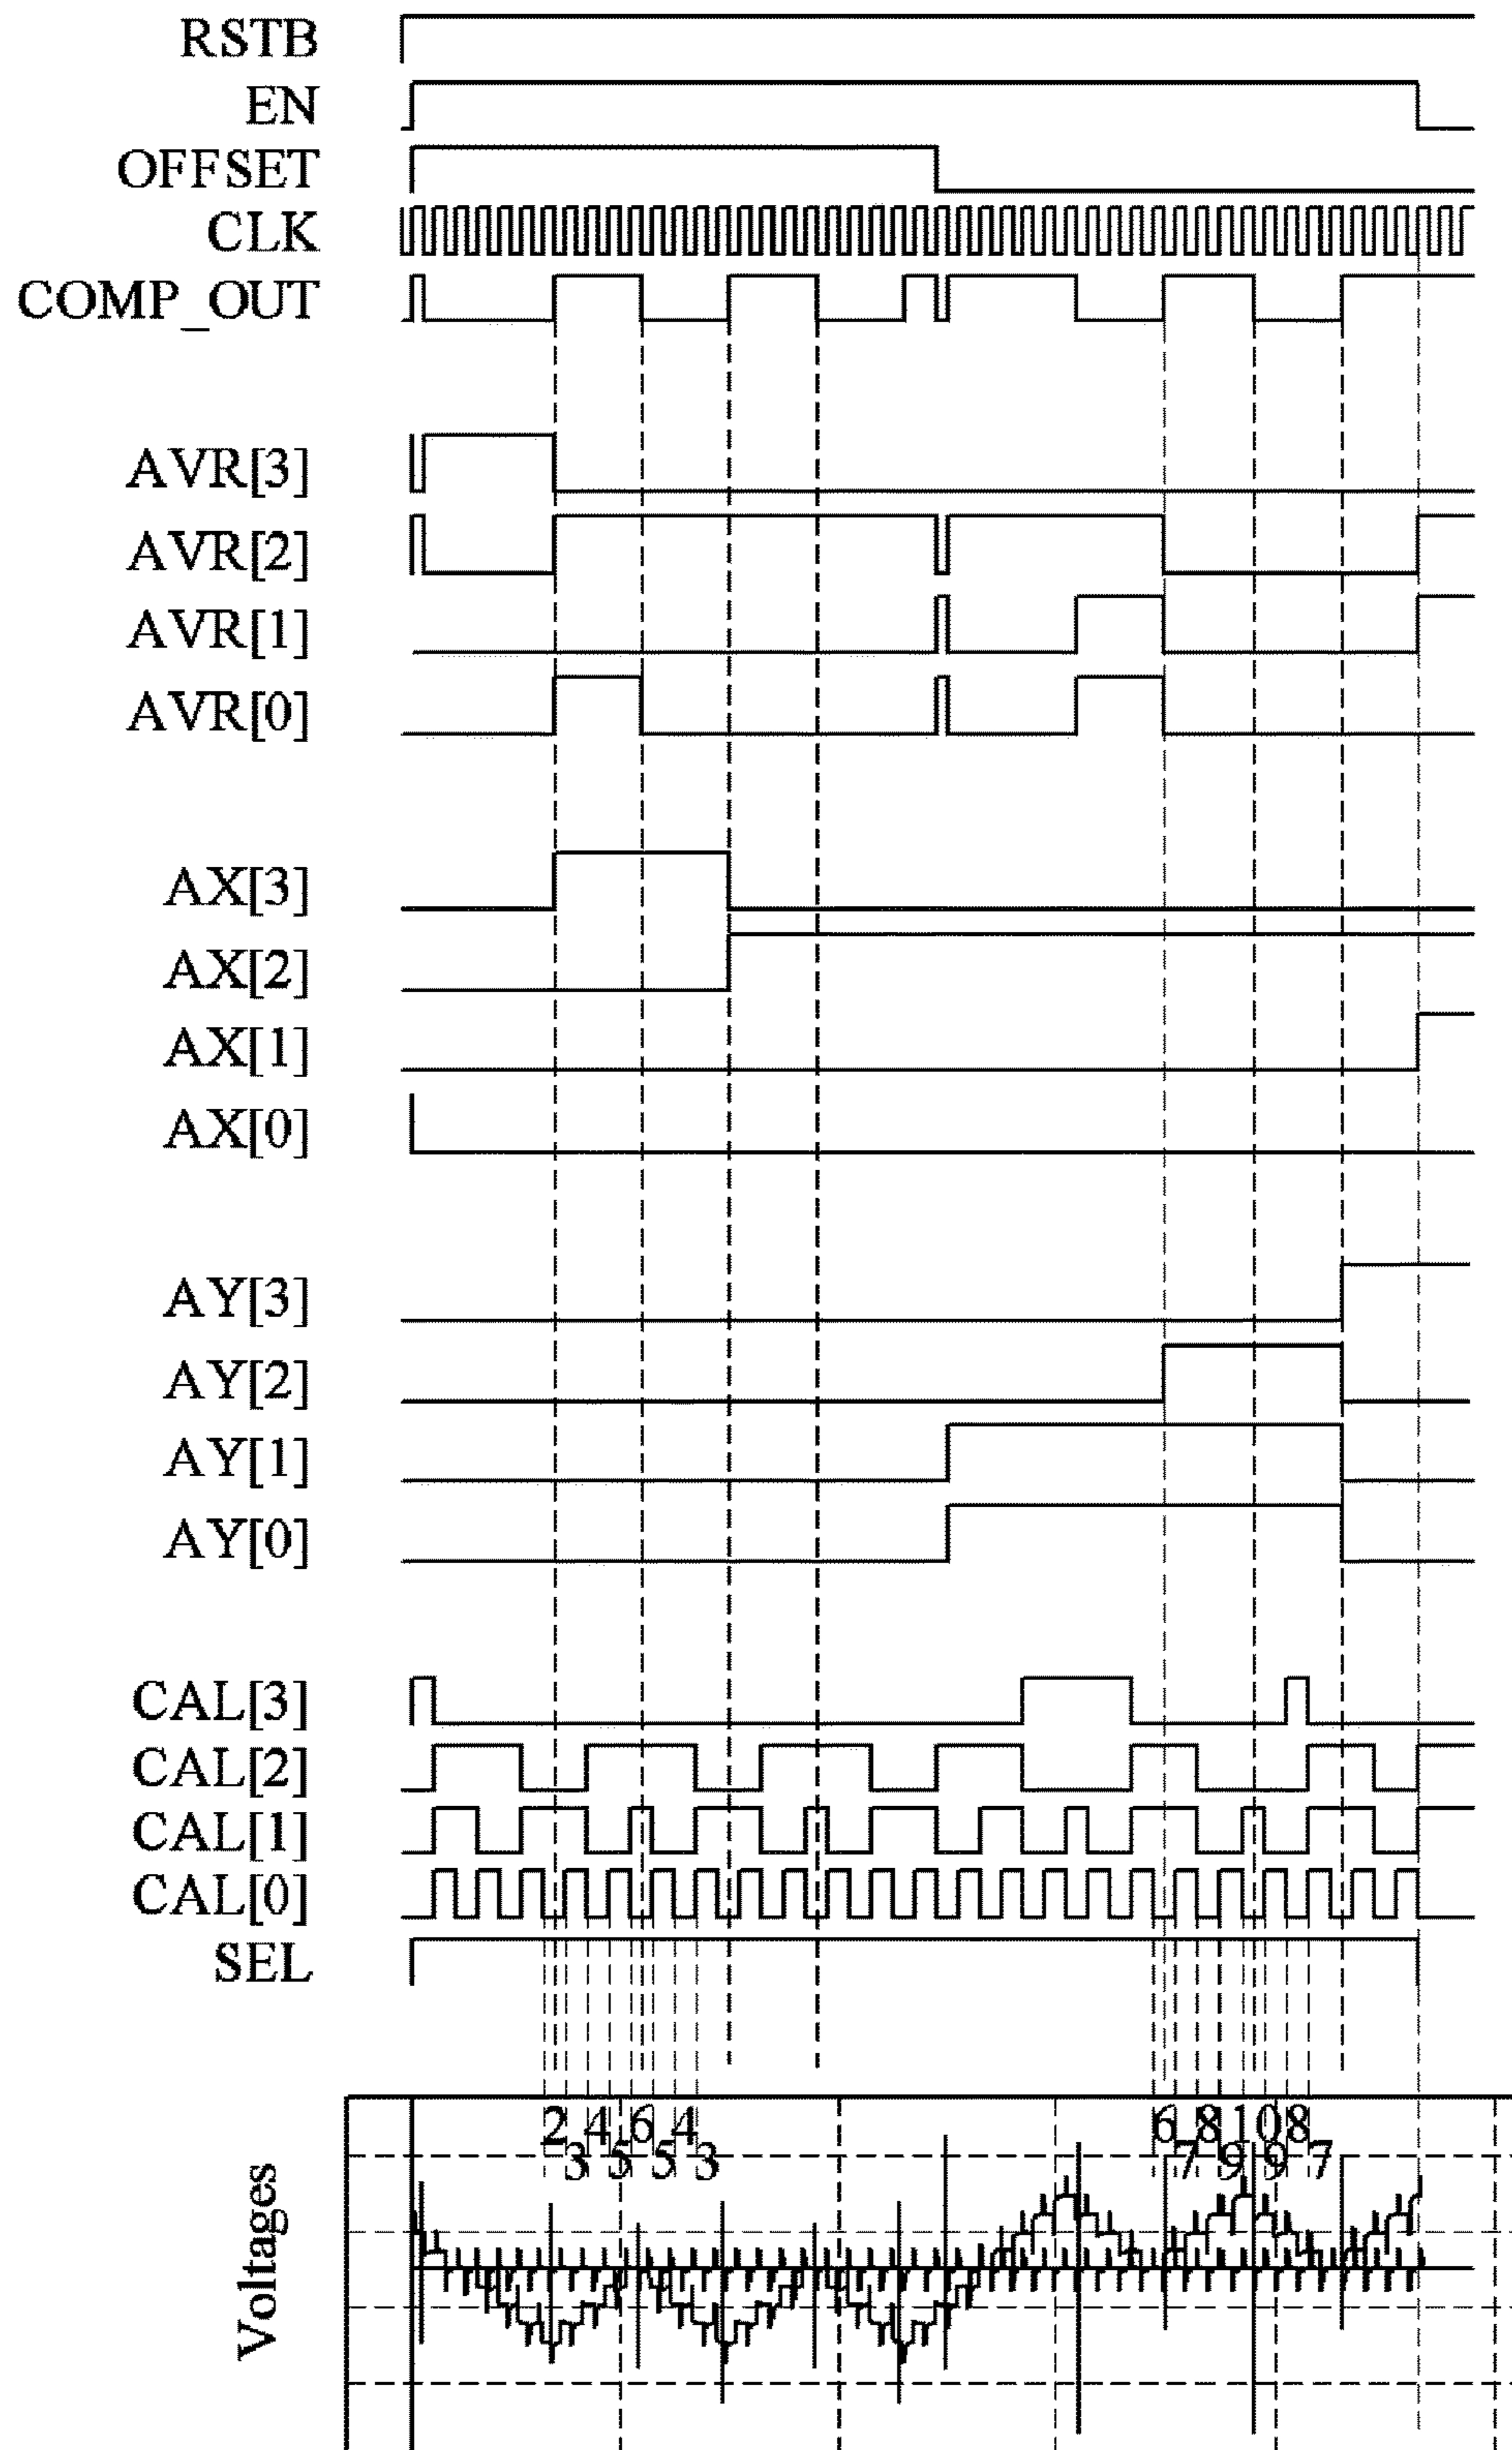 RSTB
EN
OFFSET
CLK
COMP_OUT
AVR[3]
AVR[2]
AVR[1]
AVR[0]
AX[3]
AX[2]
AX[1]
AX[0]
AY[3]
AY[2]
AY[1]
AY[0]
CAL[3]
CAL[2]
CAL[1]
CAL[0]
SEL
2 3 4 5 6 5 4 3 6 7 8 9 10 9 8 7
Voltages